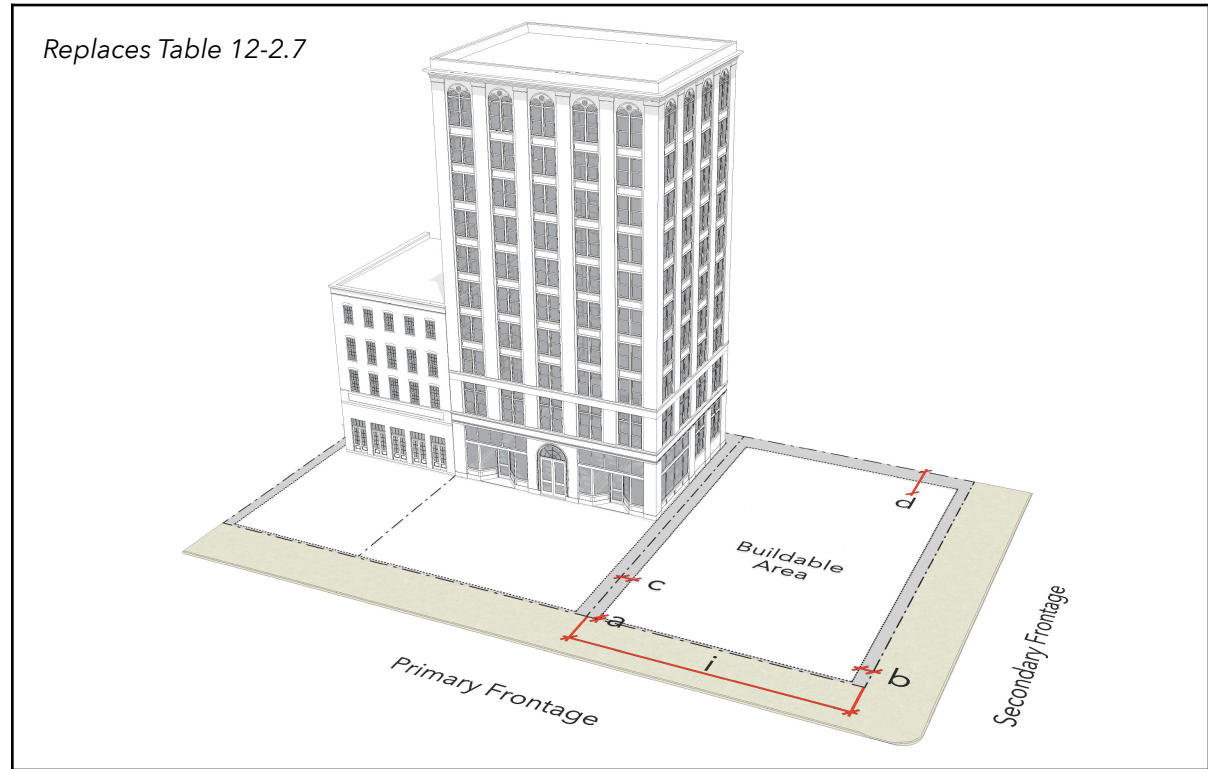 Replaces Table 12-2.7
d
Buildable
Area
c
a
i
b
Primary Frontage
Secondary Frontage